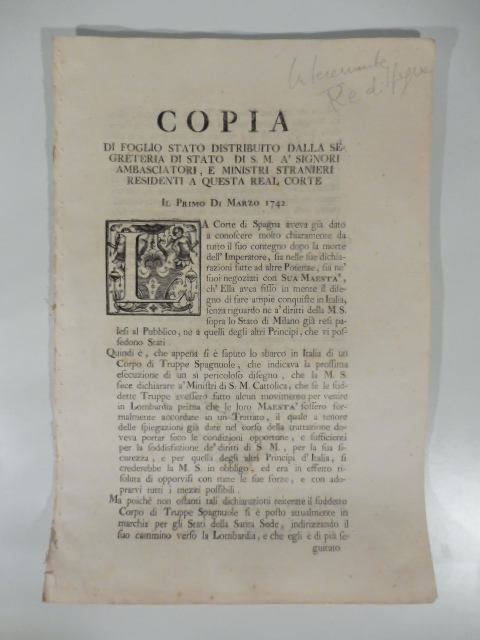 Re di Spagna
COPIA
DI FOGLIO STATO DISTRIBUITO DALLA SE-
GRETERIA DI STATO DI S. M. A' SIGNORI
AMBASCIATORI, E MINISTRI STRANIERI
RESIDENTI A QUESTA REAL CORTE
IL PRIMO DI MARZO 1742.
LA Corte di Spagna aveva già dato
a conoscere molto chiaramente da
tutto il suo contegno dopo la morte
dell' Imperatore, sia nelle sue dichia-
razioni fatte ad altre Potenze, sia ne'
suoi negoziati con SUA MAESTA',
ch' Ella avea fisso in mente il dise-
gno di fare ampie conquiste in Italia,
senza riguardo nè a' diritti della M. S.
sopra lo Stato di Milano già resi pa-
lesi al Pubblico, nè a quelli degli altri Principi, che vi pos-
sedono Stati.
Quindi è, che appena si è saputo lo sbarco in Italia di un
Corpo di Truppe Spagnuole, che indicava la prossima
esecuzione di un sì pericoloso disegno, che la M. S.
fece dichiarare a' Ministri di S. M. Cattolica, che se le sud-
dette Truppe avessero fatto alcun movimento per venire
in Lombardia prima che le loro MAESTA' fossero for-
malmente accordate in un Trattato, il quale a tenore
delle spiegazioni già date nel corso della trattazione do-
veva portar seco le condizioni opportune, e sufficienti
per la soddisfazione de' diritti di S. M., per la sua si-
curezza, e per quella degli altri Principi d' Italia, si
crederebbe la M. S. in obbligo, ed era in effetto ri-
soluta di opporvisi con tutte le sue forze, e con ado-
prarvi tutti i mezzi possibili.
Ma poichè non ostanti tali dichiarazioni reiterate il suddetto
Corpo di Truppe Spagnuole si è posto attualmente in
marchia per gli Stati della Santa Sede, indirizzando il
suo cammino verso la Lombardia, e che egli è di più se-
guitato